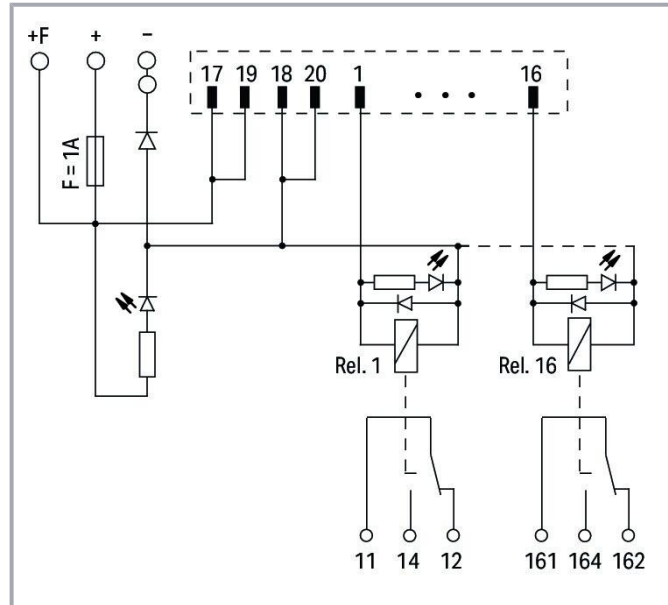 +F + −
17 19 18 20 1 . . . 16
F = 1A
Rel. 1 Rel. 16
11 14 12 161 164 162